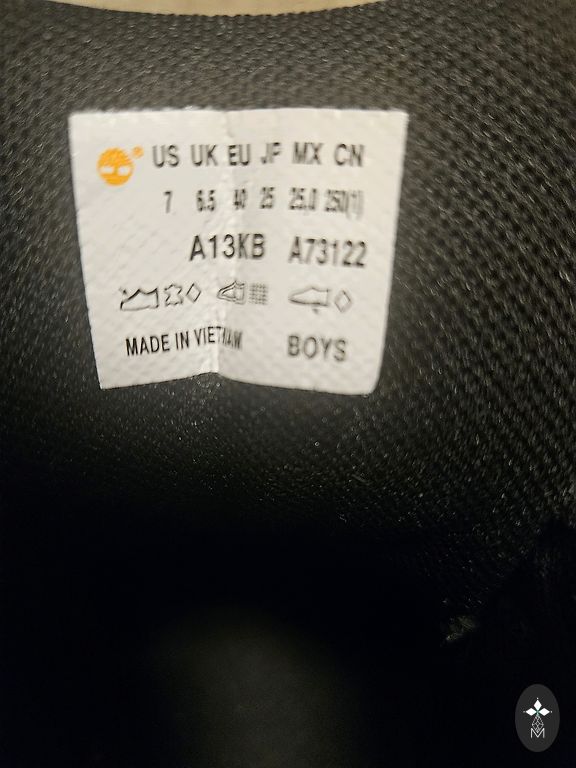 US UK EU JP MX CN
7 6.5 40 25 25.0 250(1)
A13KB A73122
MADE IN VIETNAM BOYS